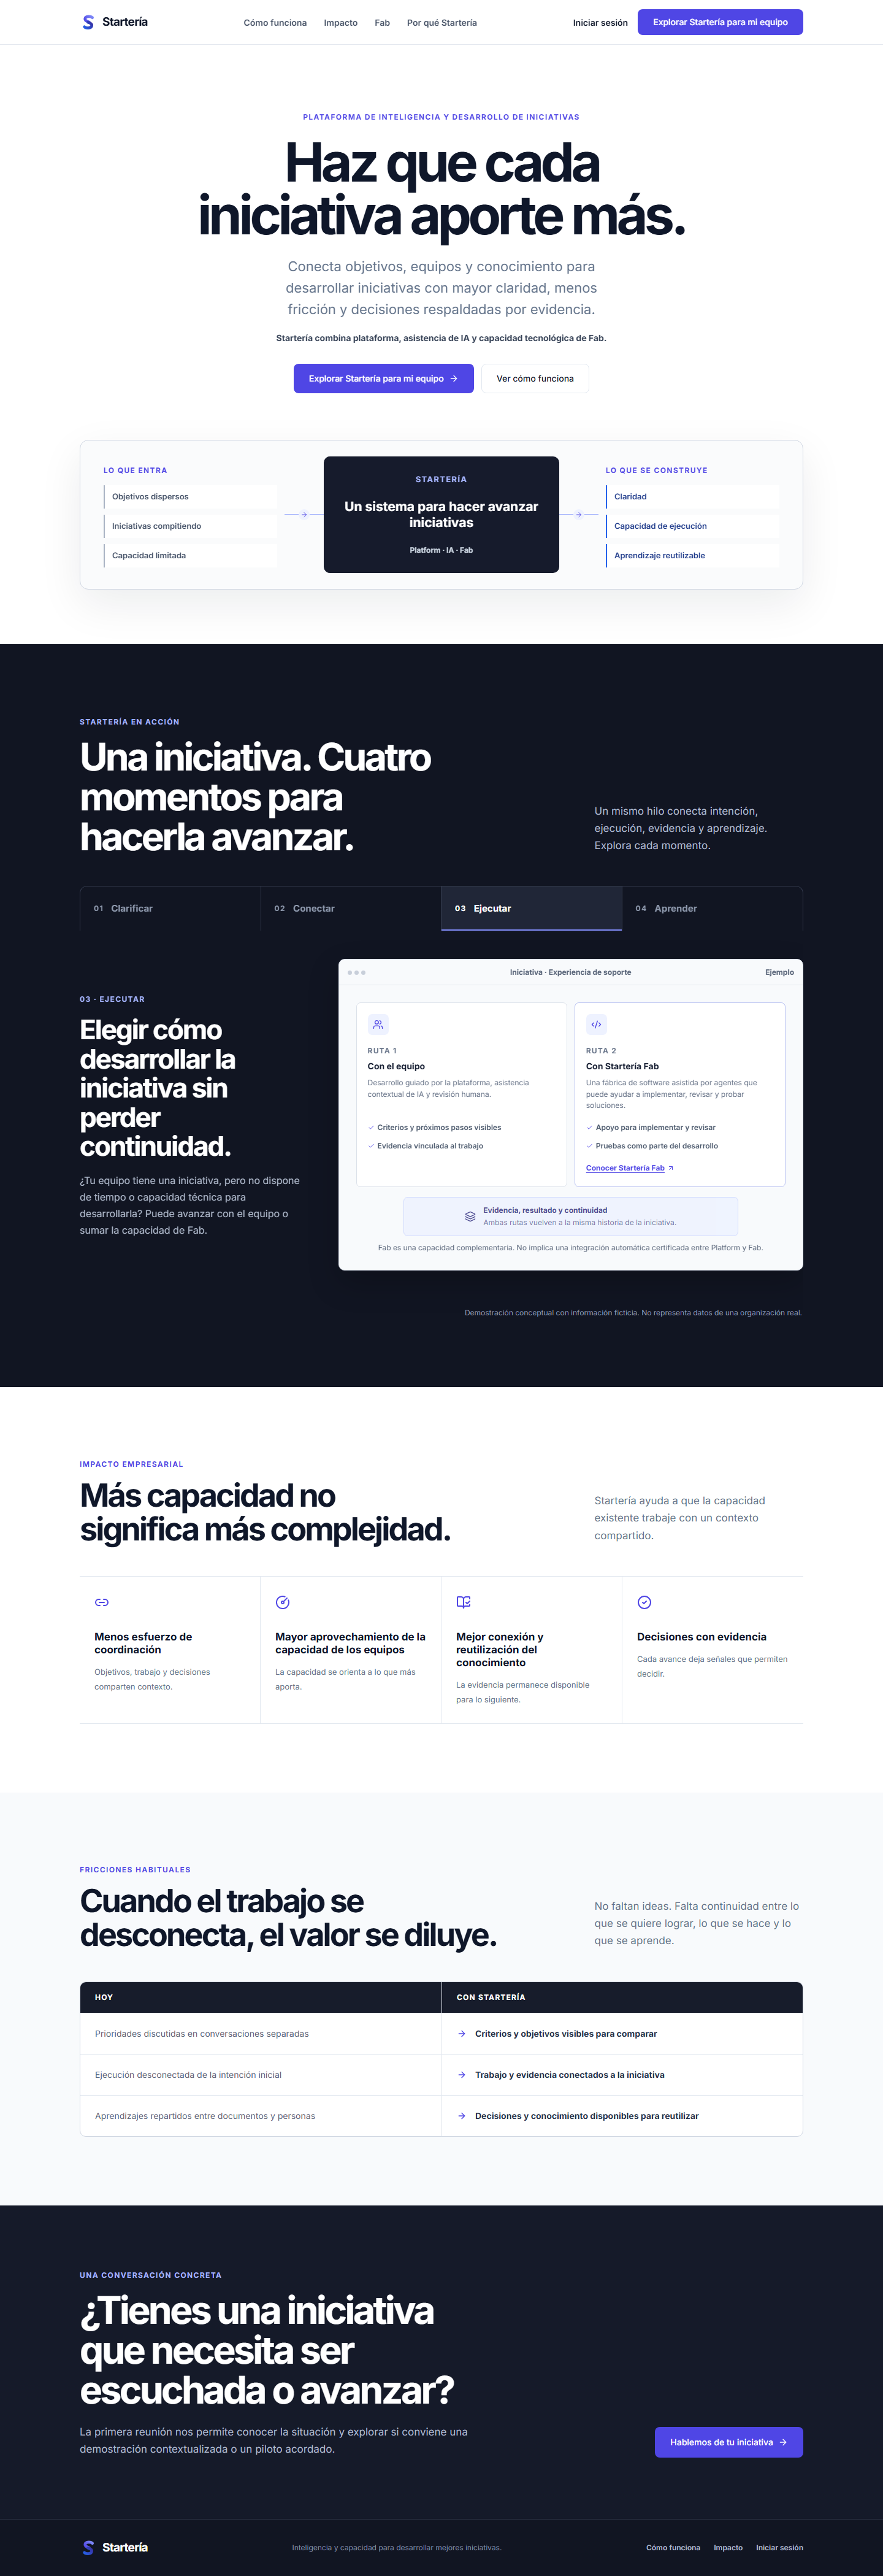 Startería
Cómo funciona
Impacto
Fab
Por qué Startería
Iniciar sesión
Explorar Startería para mi equipo
PLATAFORMA DE INTELIGENCIA Y DESARROLLO DE INICIATIVAS
Haz que cada
iniciativa aporte más.
Conecta objetivos, equipos y conocimiento para
desarrollar iniciativas con mayor claridad, menos
fricción y decisiones respaldadas por evidencia.
Startería combina plataforma, asistencia de IA y capacidad tecnológica de Fab.
Explorar Startería para mi equipo →
Ver cómo funciona
LO QUE ENTRA
Objetivos dispersos
Iniciativas compitiendo
Capacidad limitada
STARTERÍA
Un sistema para hacer avanzar
iniciativas
Platform · IA · Fab
LO QUE SE CONSTRUYE
Claridad
Capacidad de ejecución
Aprendizaje reutilizable
STARTERÍA EN ACCIÓN
Una iniciativa. Cuatro
momentos para
hacerla avanzar.
Un mismo hilo conecta intención,
ejecución, evidencia y aprendizaje.
Explora cada momento.
01 Clarificar
02 Conectar
03 Ejecutar
04 Aprender
03 · EJECUTAR
Elegir cómo
desarrollar la
iniciativa sin
perder
continuidad.
¿Tu equipo tiene una iniciativa, pero no dispone
de tiempo o capacidad técnica para
desarrollarla? Puede avanzar con el equipo o
sumar la capacidad de Fab.
Iniciativa · Experiencia de soporte
Ejemplo
RUTA 1
Con el equipo
Desarrollo guiado por la plataforma, asistencia
contextual de IA y revisión humana.
✓ Criterios y próximos pasos visibles
✓ Evidencia vinculada al trabajo
RUTA 2
Con Startería Fab
Una fábrica de software asistida por agentes que
puede ayudar a implementar, revisar y probar
soluciones.
✓ Apoyo para implementar y revisar
✓ Pruebas como parte del desarrollo
Conocer Startería Fab ↗
Evidencia, resultado y continuidad
Ambas rutas vuelven a la misma historia de la iniciativa.
Fab es una capacidad complementaria. No implica una integración automática certificada entre Platform y Fab.
Demostración conceptual con información ficticia. No representa datos de una organización real.
IMPACTO EMPRESARIAL
Más capacidad no
significa más complejidad.
Startería ayuda a que la capacidad
existente trabaje con un contexto
compartido.
Menos esfuerzo de
coordinación
Objetivos, trabajo y decisiones
comparten contexto.
Mayor aprovechamiento de la
capacidad de los equipos
La capacidad se orienta a lo que más
aporta.
Mejor conexión y
reutilización del
conocimiento
La evidencia permanece disponible
para lo siguiente.
Decisiones con evidencia
Cada avance deja señales que permiten
decidir.
FRICCIONES HABITUALES
Cuando el trabajo se
desconecta, el valor se diluye.
No faltan ideas. Falta continuidad entre lo
que se quiere lograr, lo que se hace y lo
que se aprende.
HOY
CON STARTERÍA
Prioridades discutidas en conversaciones separadas
→ Criterios y objetivos visibles para comparar
Ejecución desconectada de la intención inicial
→ Trabajo y evidencia conectados a la iniciativa
Aprendizajes repartidos entre documentos y personas
→ Decisiones y conocimiento disponibles para reutilizar
UNA CONVERSACIÓN CONCRETA
¿Tienes una iniciativa
que necesita ser
escuchada o avanzar?
La primera reunión nos permite conocer la situación y explorar si conviene una
demostración contextualizada o un piloto acordado.
Hablemos de tu iniciativa →
Startería
Inteligencia y capacidad para desarrollar mejores iniciativas.
Cómo funciona
Impacto
Iniciar sesión